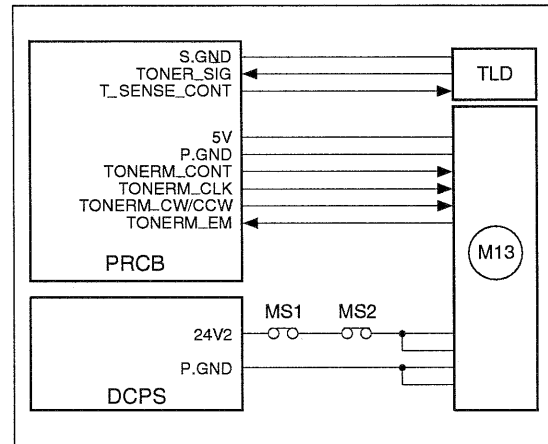 S.GND
TONER_SIG
TLD
T_SENSE_CONT
5V
P.GND
TONERM_CONT
TONERM_CLK
TONERM_CW/CCW
TONERM_EM
M13
PRCB
MS1 MS2
24V2
P.GND
DCPS